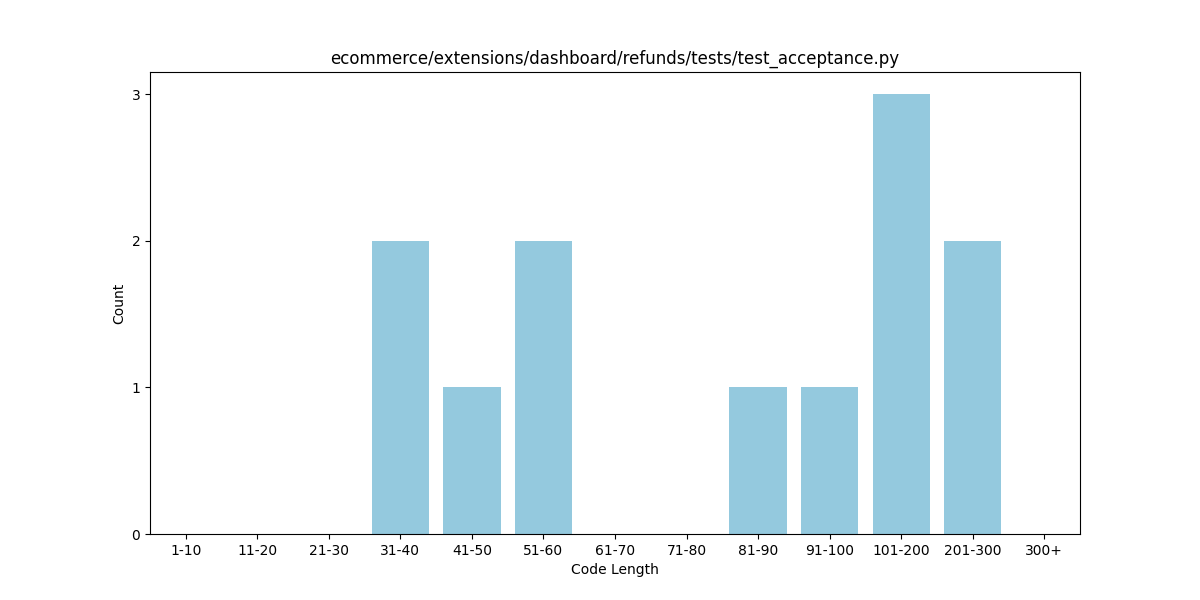 ecommerce/extensions/dashboard/refunds/tests/test_acceptance.py
Count
3
2
1
0
1-10 11-20 21-30 31-40 41-50 51-60 61-70 71-80 81-90 91-100 101-200 201-300 300+
Code Length